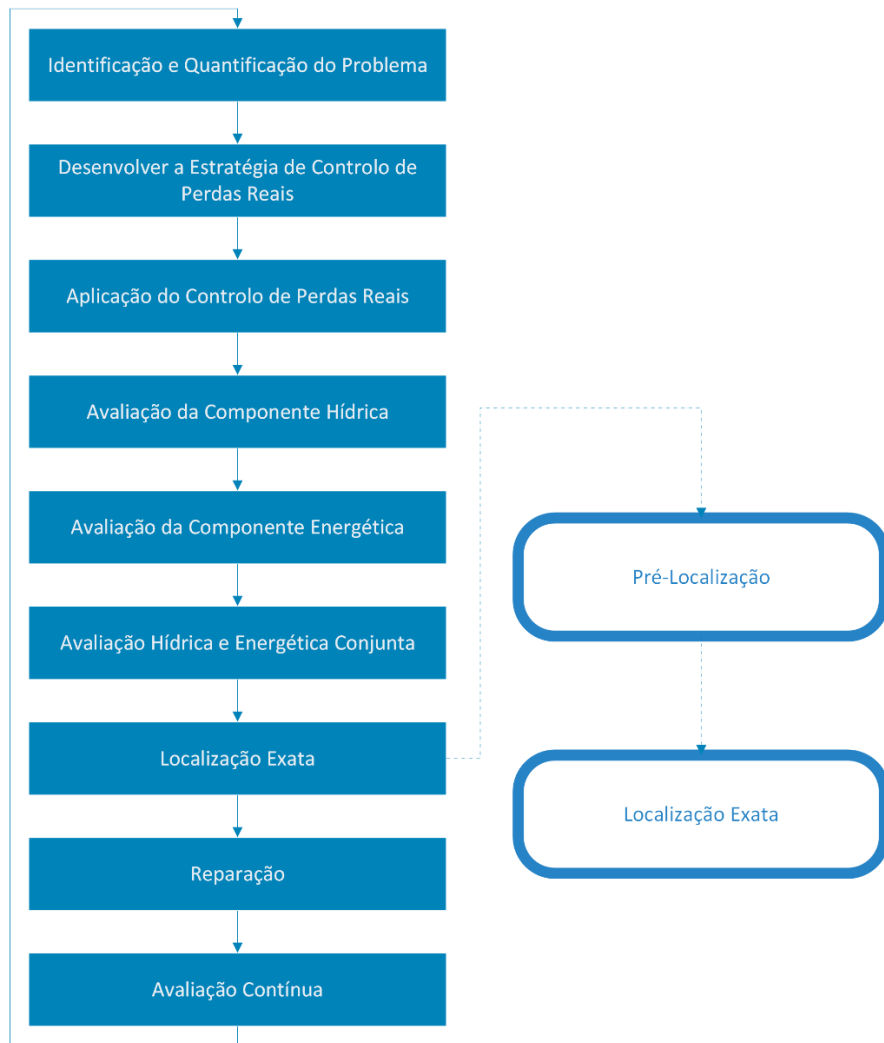 Identificação e Quantificação do Problema
Desenvolver a Estratégia de Controlo de
Perdas Reais
Aplicação do Controlo de Perdas Reais
Avaliação da Componente Hídrica
Avaliação da Componente Energética
Avaliação Hídrica e Energética Conjunta
Localização Exata
Reparação
Avaliação Contínua
Pré-Localização
Localização Exata